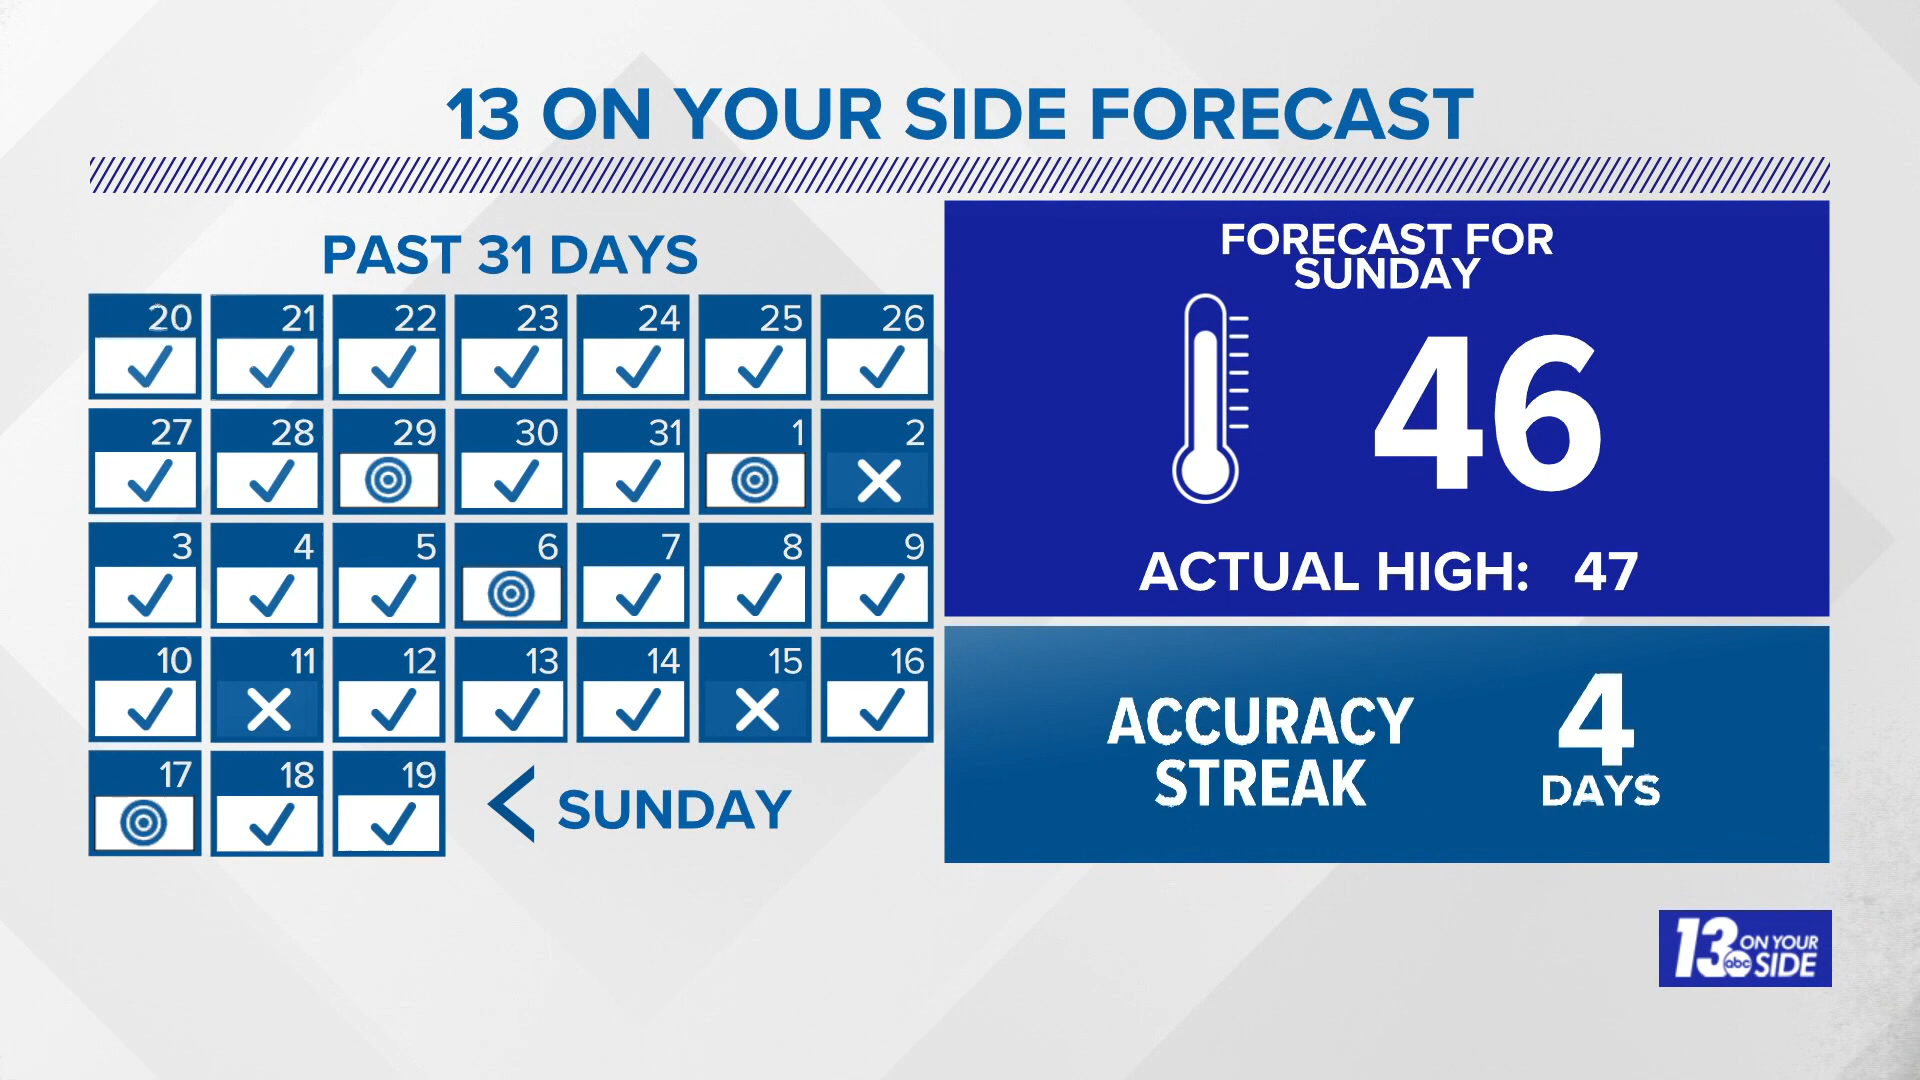 13 ON YOUR SIDE FORECAST
PAST 31 DAYS
20 21 22 23 24 25 26
27 28 29 30 31 1 2
3 4 5 6 7 8 9
10 11 12 13 14 15 16
17 18 19
SUNDAY
FORECAST FOR
SUNDAY
46
ACTUAL HIGH: 47
ACCURACY
STREAK
4
DAYS
13 ON YOUR
abc SIDE